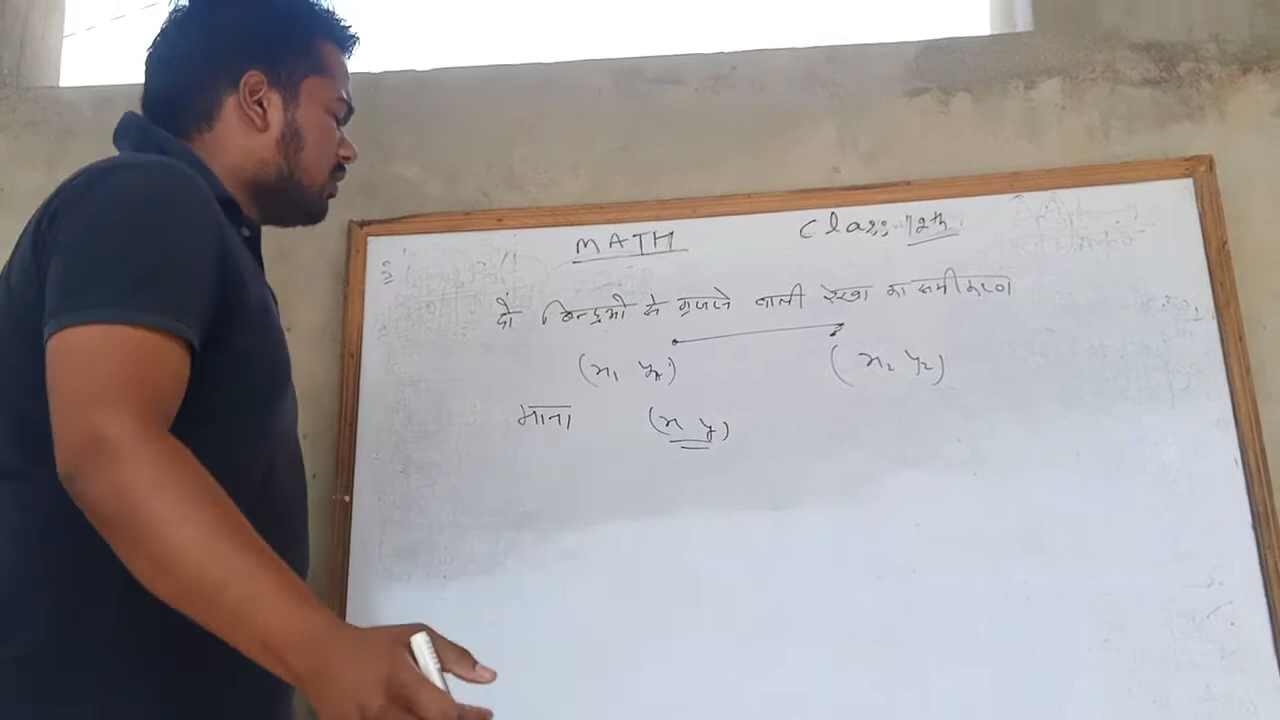 MATH Class 12th
दो बिन्दुओ से गुजरने वाली रेखा का समीकरण
(x₁ y₁) (x₂ y₂)
माना (x y)